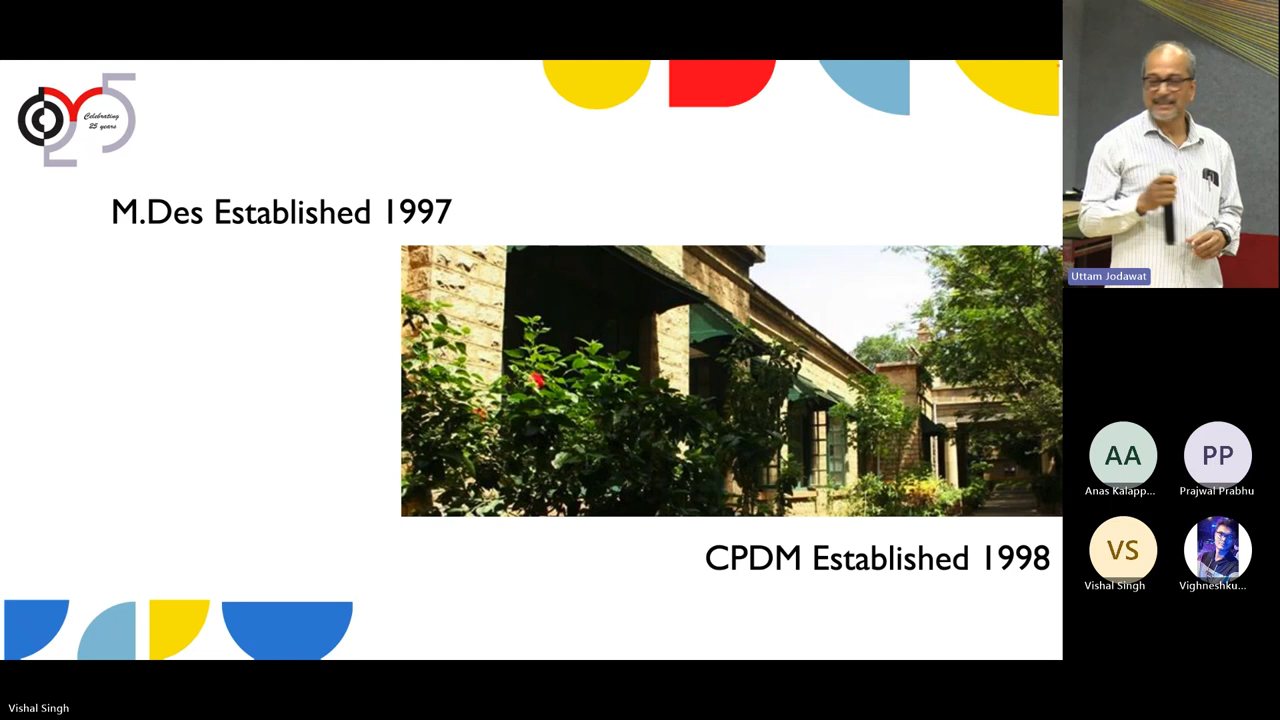 Celebrating
25 years
M.Des Established 1997
CPDM Established 1998
Uttam Jodawat
AA
PP
Anas Kalapp...
Prajwal Prabhu
VS
Vishal Singh
Vighneshku...
Vishal Singh